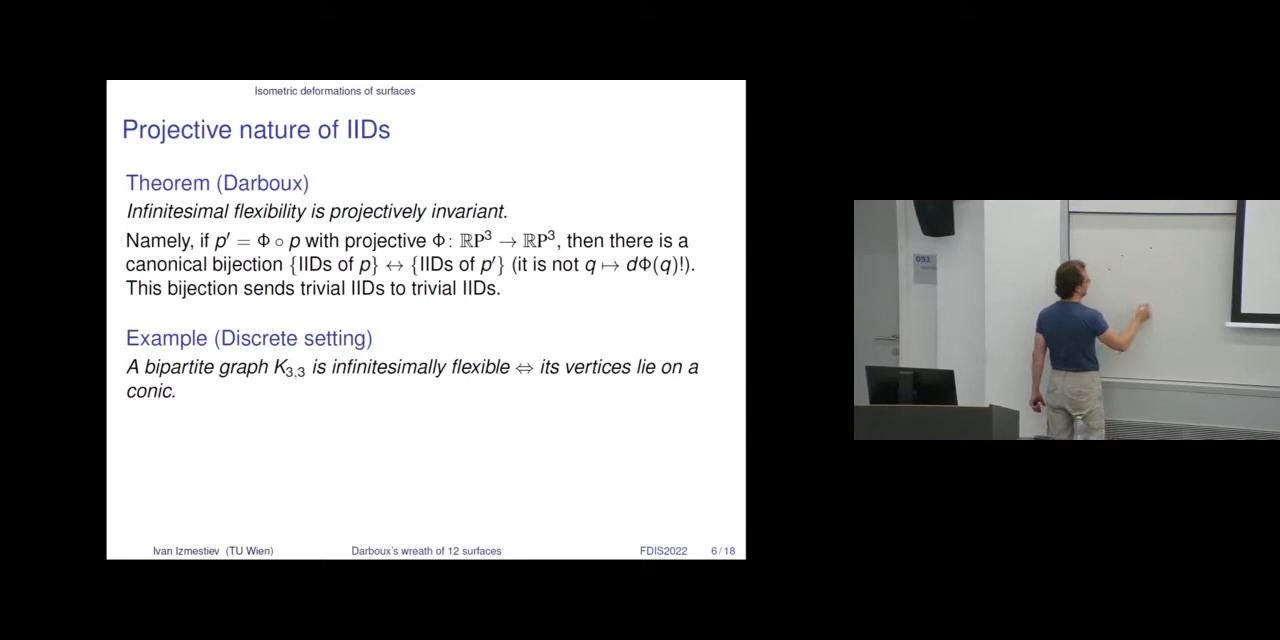 Isometric deformations of surfaces
Projective nature of IIDs
Theorem (Darboux)
Infinitesimal flexibility is projectively invariant.
Namely, if p′ = Φ ∘ p with projective Φ: ℝP³ → ℝP³, then there is a
canonical bijection {IIDs of p} ↔ {IIDs of p′} (it is not q ↦ dΦ(q)!).
This bijection sends trivial IIDs to trivial IIDs.
Example (Discrete setting)
A bipartite graph K₃,₃ is infinitesimally flexible ⇔ its vertices lie on a
conic.
Ivan Izmestiev (TU Wien) Darboux's wreath of 12 surfaces FDIS2022 6 / 18
093